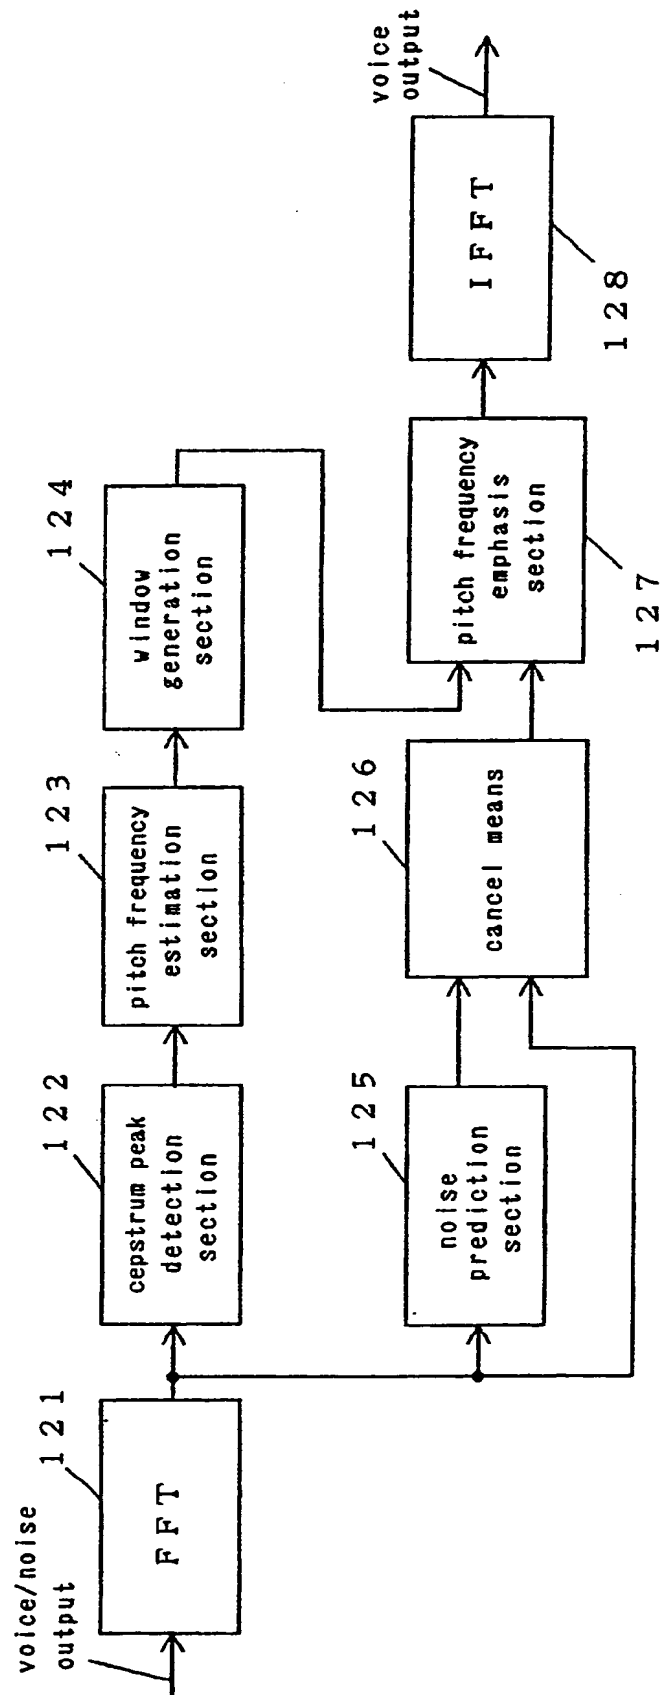 voice/noise
output
121
FFT
122
cepstrum peak
detection
section
123
pitch frequency
estimation
section
124
window
generation
section
125
noise
prediction
section
126
cancel means
127
pitch frequency
emphasis
section
128
IFFT
voice
output